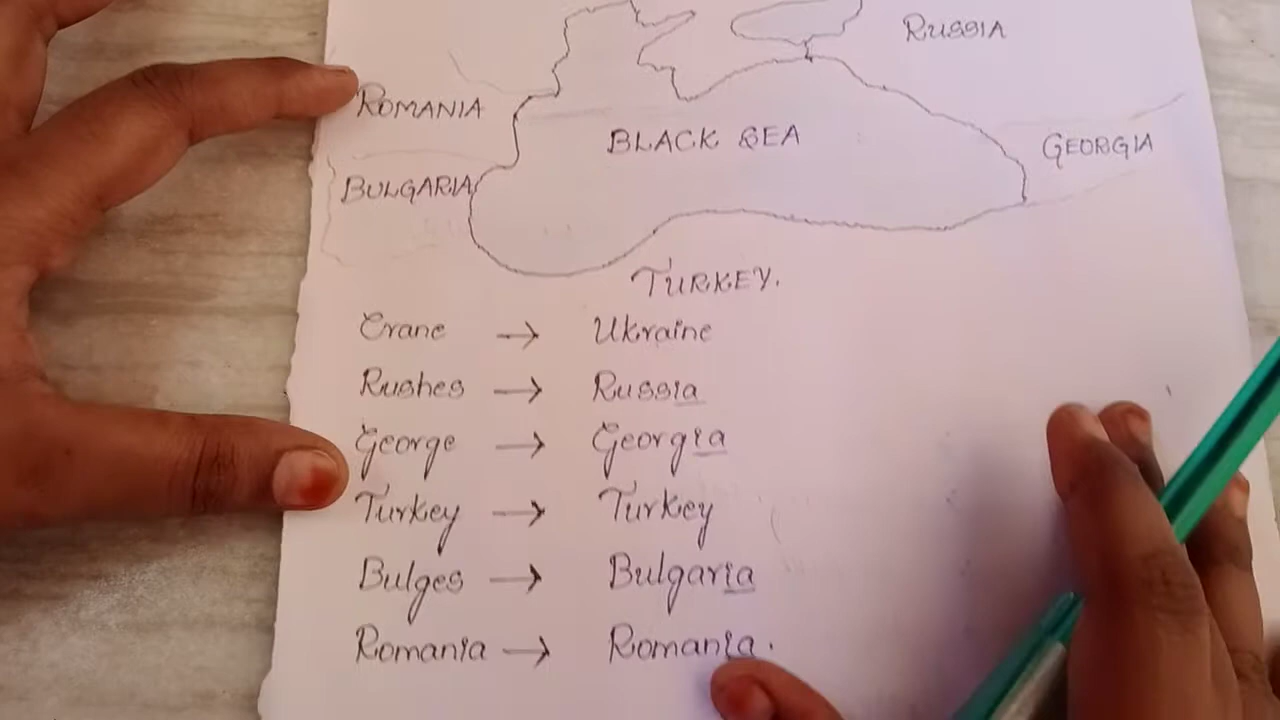 RUSSIA
ROMANIA
BLACK SEA
GEORGIA
BULGARIA
TURKEY.
Crane → Ukraine
Rushes → Russia
George → Georgia
Turkey → Turkey
Bulges → Bulgaria
Romania → Romania.